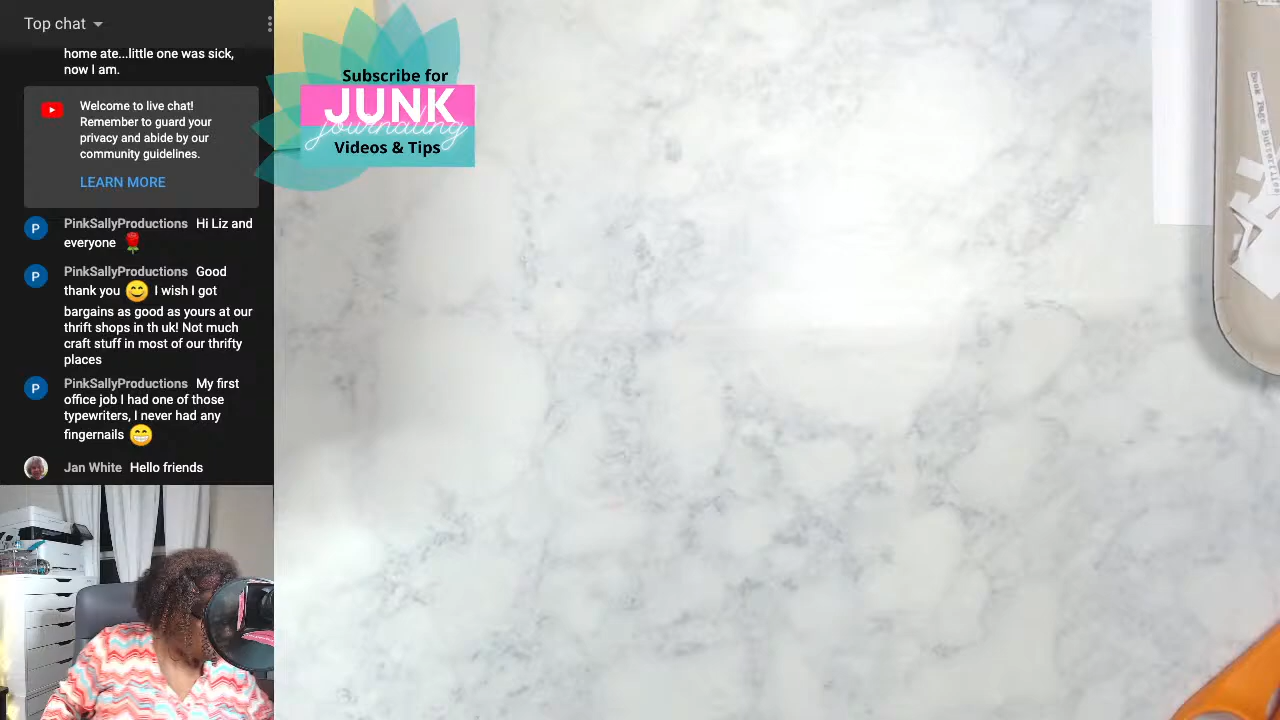 Top chat
home ate...little one was sick,
now I am.
Welcome to live chat!
Remember to guard your
privacy and abide by our
community guidelines.
LEARN MORE
P PinkSallyProductions Hi Liz and
everyone 🌹
P PinkSallyProductions Good
thank you 😊 I wish I got
bargains as good as yours at our
thrift shops in th uk! Not much
craft stuff in most of our thrifty
places
P PinkSallyProductions My first
office job I had one of those
typewriters, I never had any
fingernails 😁
Jan White Hello friends
Subscribe for
JUNK
journaling
Videos & Tips
Book Page Butterflies